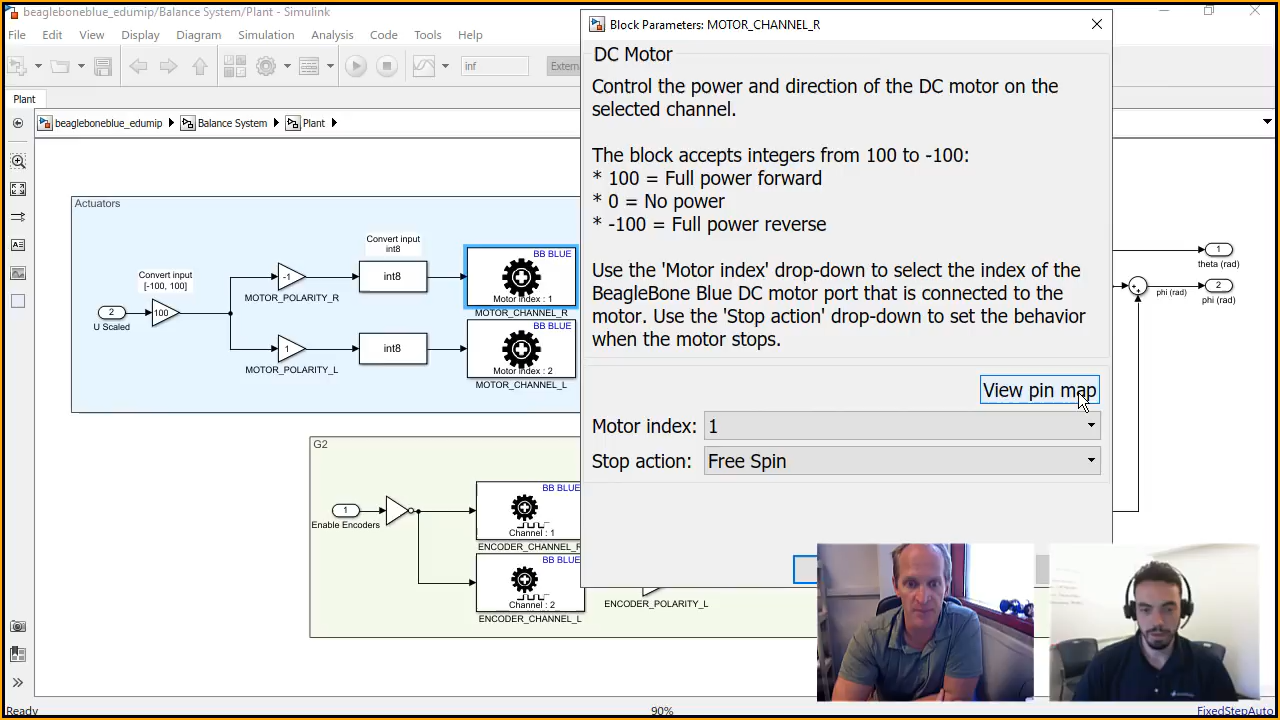 beagleboneblue_edumip/Balance System/Plant - Simulink
File Edit View Display Diagram Simulation Analysis Code Tools Help
inf
Plant
beagleboneblue_edumip Balance System Plant
Actuators
2
U Scaled
Convert input
[-100, 100]
100
-1
MOTOR_POLARITY_R
1
MOTOR_POLARITY_L
Convert input
int8
int8
int8
BB BLUE
Motor index : 1
MOTOR_CHANNEL_R
BB BLUE
Motor index : 2
MOTOR_CHANNEL_L
G2
1
Enable Encoders
BB BLUE
Channel : 1
BB BLUE
Channel : 2
ENCODER_CHANNEL_L
ENCODER_POLARITY_L
Block Parameters: MOTOR_CHANNEL_R
DC Motor
Control the power and direction of the DC motor on the
selected channel.
The block accepts integers from 100 to -100:
* 100 = Full power forward
* 0 = No power
* -100 = Full power reverse
Use the 'Motor index' drop-down to select the index of the
BeagleBone Blue DC motor port that is connected to the
motor. Use the 'Stop action' drop-down to set the behavior
when the motor stops.
View pin map
Motor index: 1
Stop action: Free Spin
1
theta (rad)
phi (rad)
2
phi (rad)
Ready
90%
FixedStepAuto